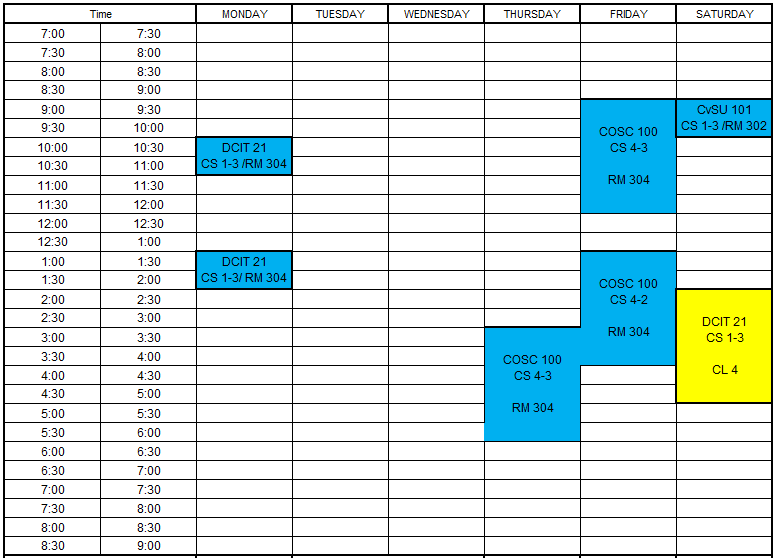 Time MONDAY TUESDAY WEDNESDAY THURSDAY FRIDAY SATURDAY
7:00 7:30
7:30 8:00
8:00 8:30
8:30 9:00
9:00 9:30
9:30 10:00
10:00 10:30
10:30 11:00
11:00 11:30
11:30 12:00
12:00 12:30
12:30 1:00
1:00 1:30
1:30 2:00
2:00 2:30
2:30 3:00
3:00 3:30
3:30 4:00
4:00 4:30
4:30 5:00
5:00 5:30
5:30 6:00
6:00 6:30
6:30 7:00
7:00 7:30
7:30 8:00
8:00 8:30
8:30 9:00
DCIT 21
CS 1-3 /RM 304
DCIT 21
CS 1-3/ RM 304
COSC 100
CS 4-3
RM 304
COSC 100
CS 4-3
RM 304
COSC 100
CS 4-2
RM 304
CvSU 101
CS 1-3 /RM 302
DCIT 21
CS 1-3
CL 4